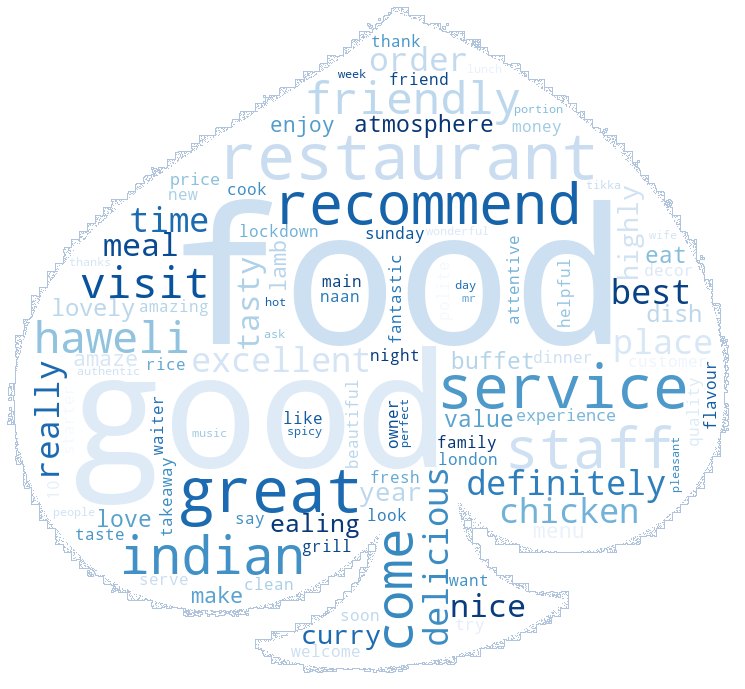 thank
order
lunch
week
friend
friendly
portion
enjoy
atmosphere
money
restaurant
price
new
cook
tikka
recommend
time
lockdown
sunday
wonderful
highly
meal
lamb
food
wife
thanks
tasty
main
fantastic
polite
day
attentive
helpful
eat
decor
visit
naan
mr
best
lovely
amazing
hot
dish
haweli
ask
place
amaze
excellent
night
buffet
dinner
customer
authentic
rice
good
service
flavour
really
beautiful
like
owner
perfect
value
experience
quality
waiter
music
spicy
family
staff
london
pleasant
10
great
takeaway
fresh
year
definitely
people
love
say
ealing
look
chicken
taste
grill
menu
indian
come
delicious
serve
clean
want
make
nice
soon
curry
try
welcome